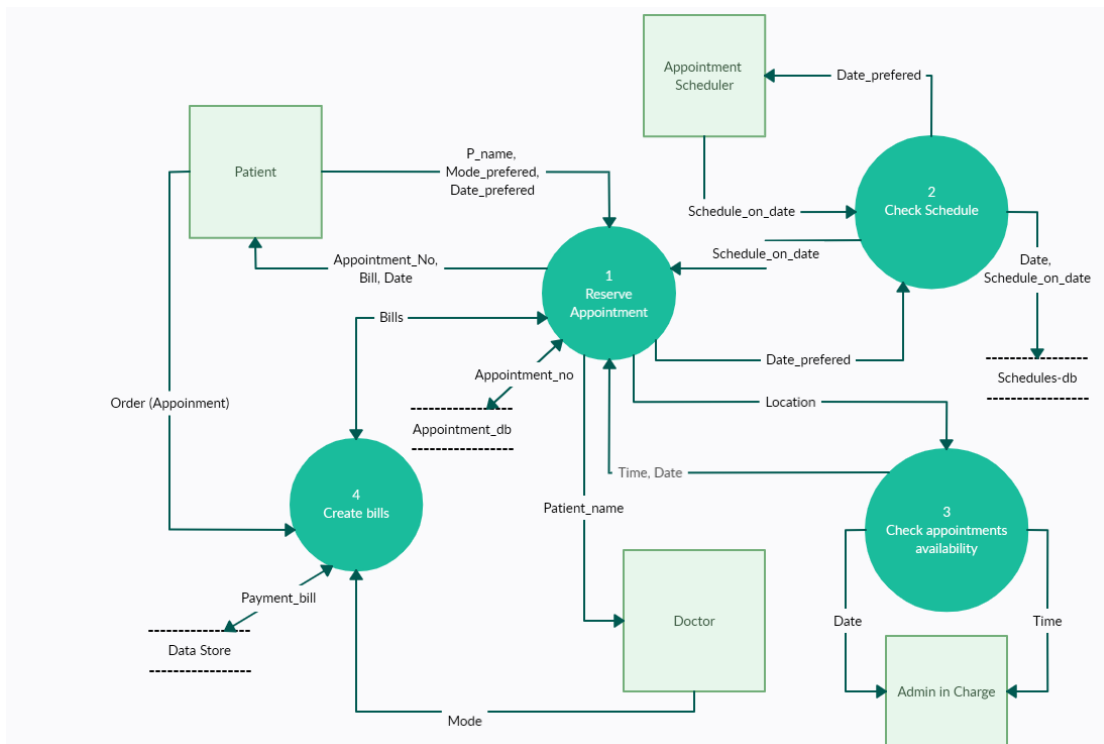 Appointment
Scheduler
Date_prefered
Patient
P_name,
Mode_prefered,
Date_prefered
2
Check Schedule
Schedule_on_date
Schedule_on_date
Appointment_No,
Bill, Date
Date,
Schedule_on_date
1
Reserve
Appointment
Bills
Date_prefered
Appointment_no
Schedules-db
Order (Appoinment)
Location
Appointment_db
Time, Date
4
Create bills
Patient_name
3
Check appointments
availability
Payment_bill
Data Store
Doctor
Date
Time
Admin in Charge
Mode